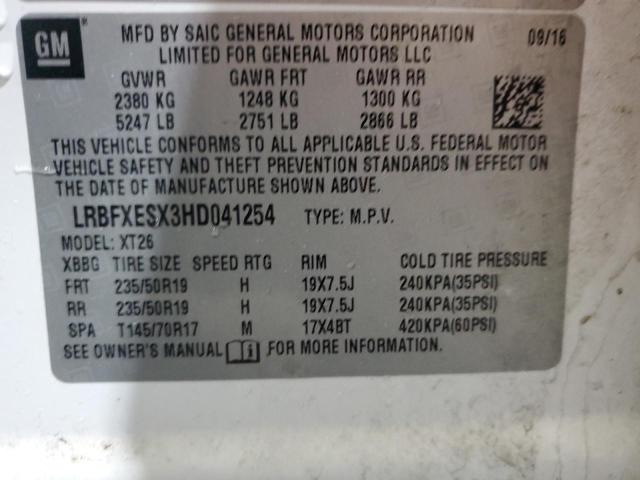 GM
MFD BY SAIC GENERAL MOTORS CORPORATION 09/16
LIMITED FOR GENERAL MOTORS LLC
GVWR GAWR FRT GAWR RR
2380 KG 1248 KG 1300 KG
5247 LB 2751 LB 2866 LB
THIS VEHICLE CONFORMS TO ALL APPLICABLE U.S. FEDERAL MOTOR
VEHICLE SAFETY AND THEFT PREVENTION STANDARDS IN EFFECT ON
THE DATE OF MANUFACTURE SHOWN ABOVE.
LRBFXESX3HD041254 TYPE: M.P.V.
MODEL: XT26
XBBG TIRE SIZE SPEED RTG RIM COLD TIRE PRESSURE
FRT 235/50R19 H 19X7.5J 240KPA(35PSI)
RR 235/50R19 H 19X7.5J 240KPA(35PSI)
SPA T145/70R17 M 17X4BT 420KPA(60PSI)
SEE OWNER'S MANUAL FOR MORE INFORMATION.